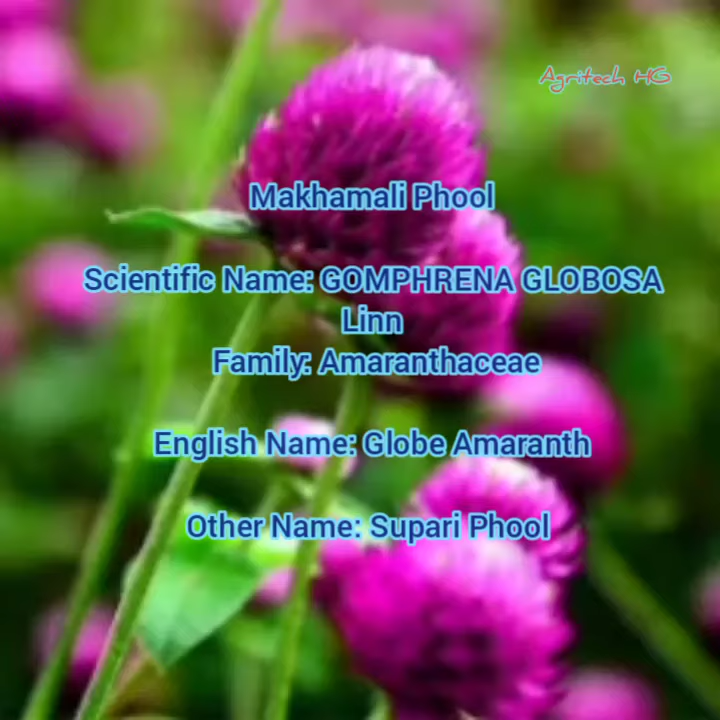 Agritech HG
Makhamali Phool
Scientific Name: GOMPHRENA GLOBOSA
Linn
Family: Amaranthaceae
English Name: Globe Amaranth
Other Name: Supari Phool